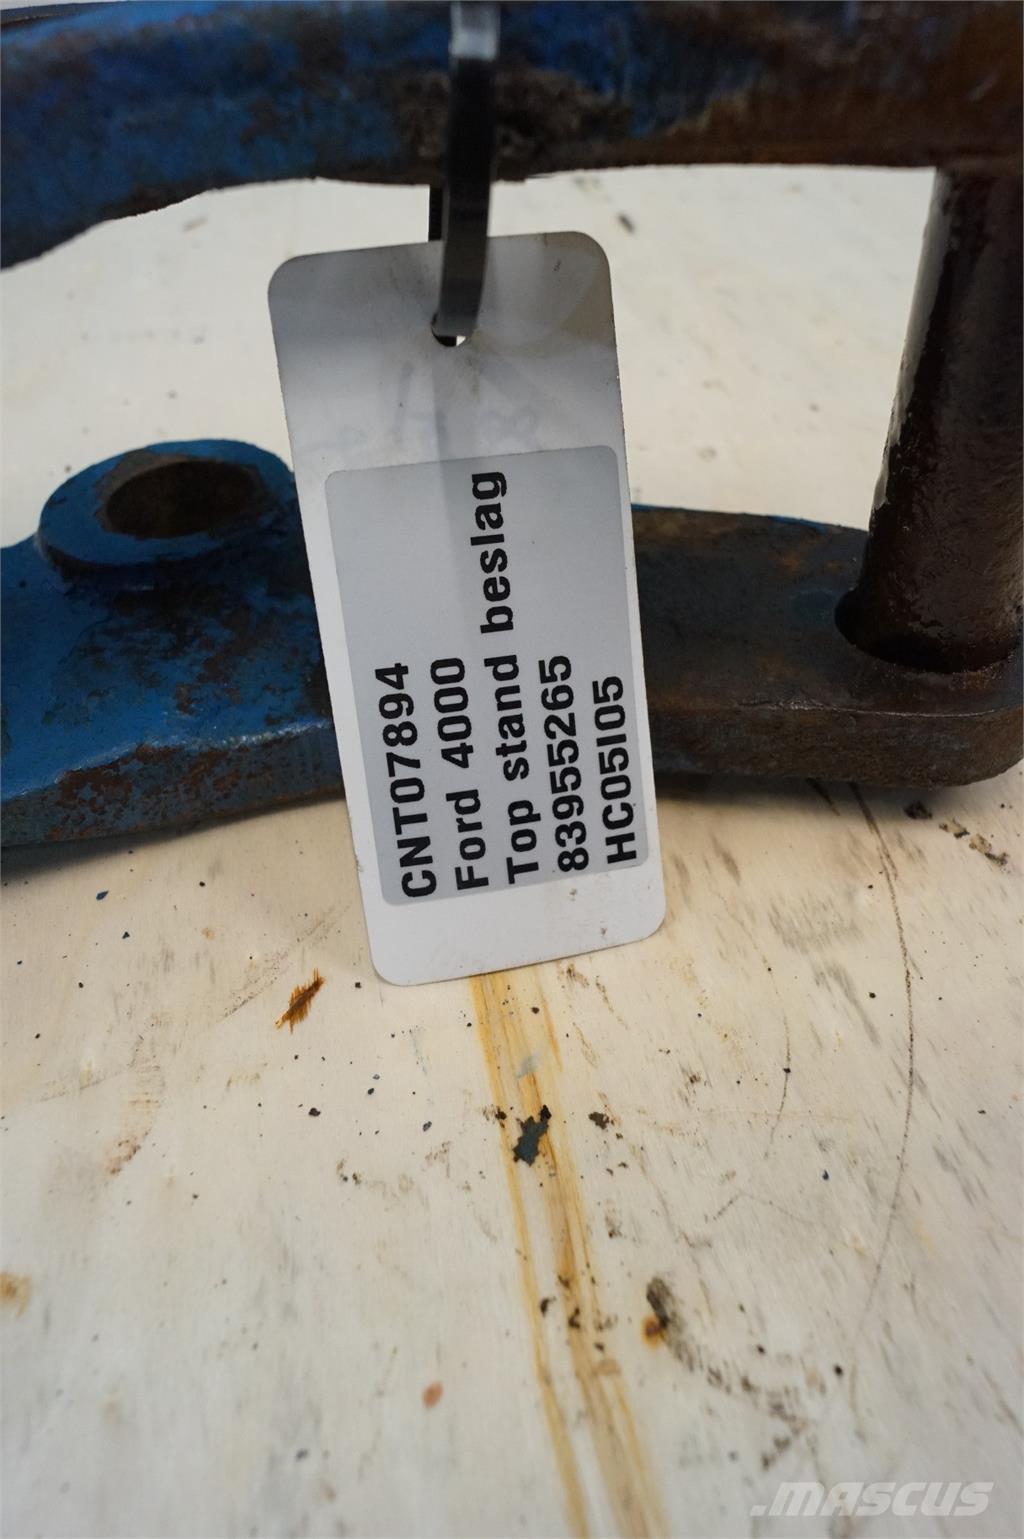 CNT07894
Ford 4000
Top stand beslag
83955265
HC05I05
.MASCUS